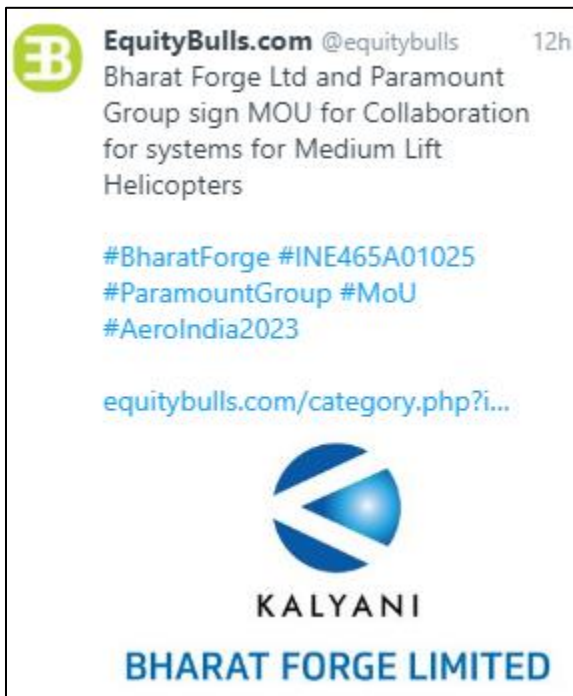 EquityBulls.com @equitybulls 12h
Bharat Forge Ltd and Paramount
Group sign MOU for Collaboration
for systems for Medium Lift
Helicopters
#BharatForge #INE465A01025
#ParamountGroup #MoU
#AeroIndia2023
equitybulls.com/category.php?i...
KALYANI
BHARAT FORGE LIMITED